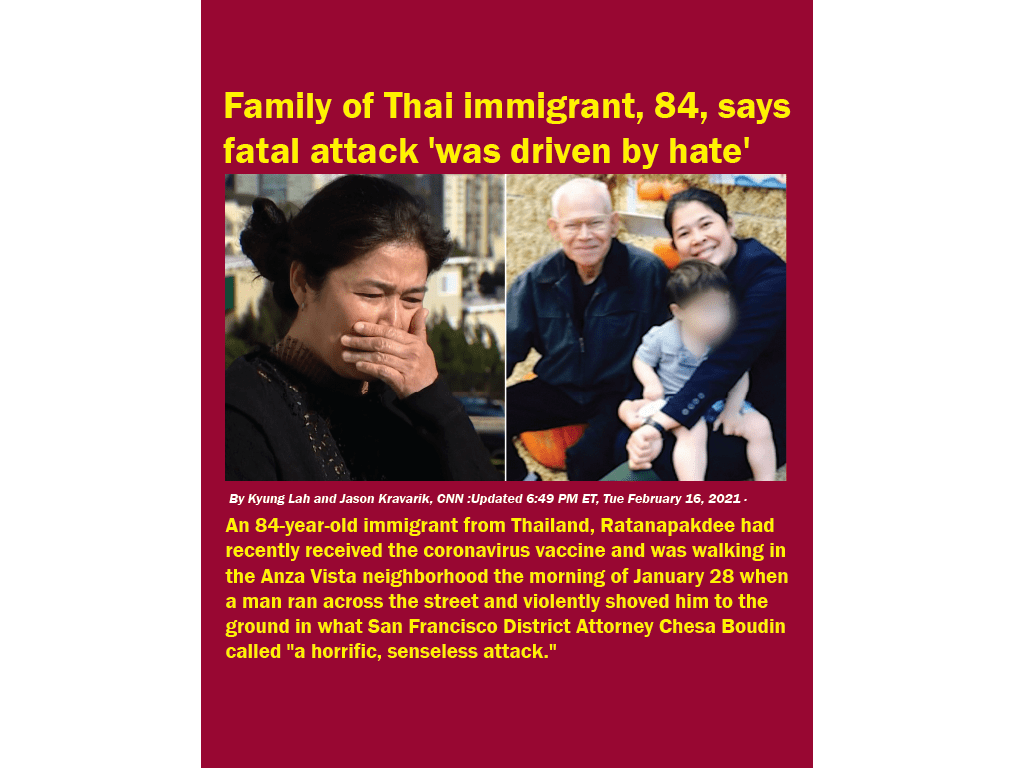 Family of Thai immigrant, 84, says
fatal attack 'was driven by hate'
By Kyung Lah and Jason Kravarik, CNN :Updated 6:49 PM ET, Tue February 16, 2021 ·
An 84-year-old immigrant from Thailand, Ratanapakdee had
recently received the coronavirus vaccine and was walking in
the Anza Vista neighborhood the morning of January 28 when
a man ran across the street and violently shoved him to the
ground in what San Francisco District Attorney Chesa Boudin
called "a horrific, senseless attack."